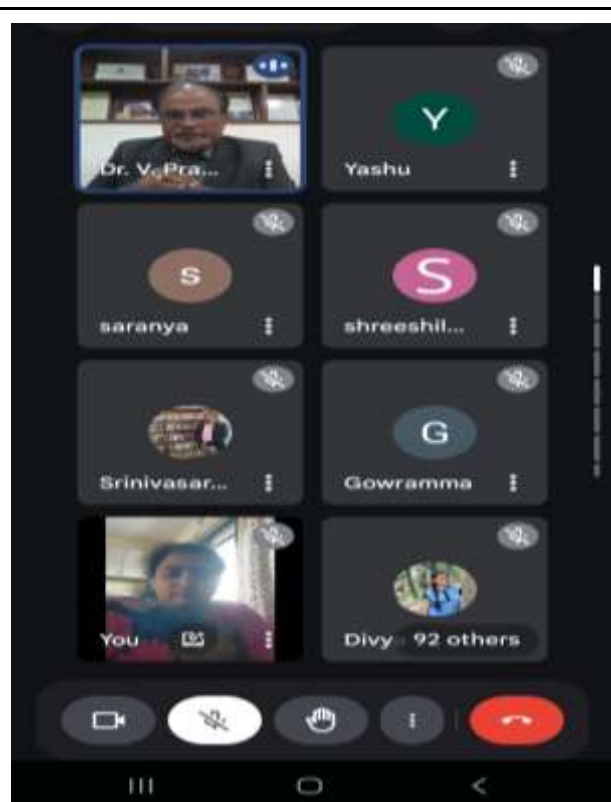 Dr. V. Pra...
Y
Yashu
S
saranya
S
shreeshil...
Srinivasar...
G
Gowramma
You
Divy
92 others